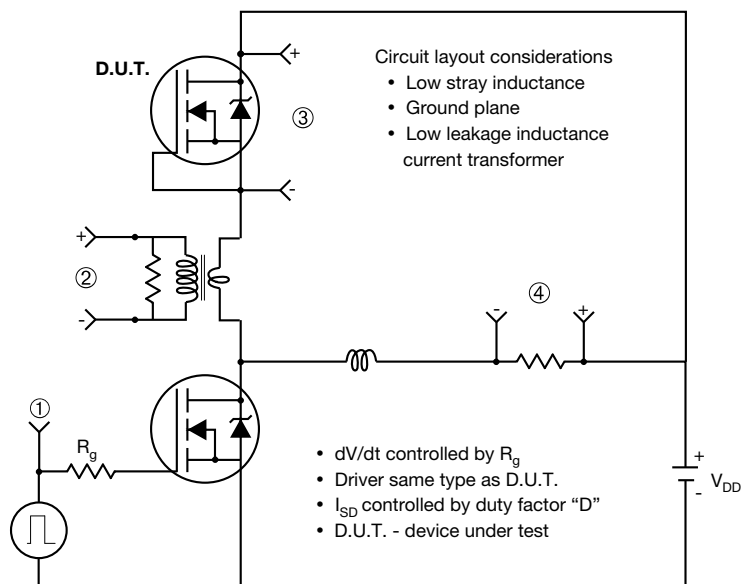 D.U.T.
+
③
-
Circuit layout considerations
• Low stray inductance
• Ground plane
• Low leakage inductance
current transformer
+
②
-
④
-
+
①
Rg
• dV/dt controlled by Rg
• Driver same type as D.U.T.
• ISD controlled by duty factor “D”
• D.U.T. - device under test
+
-
VDD